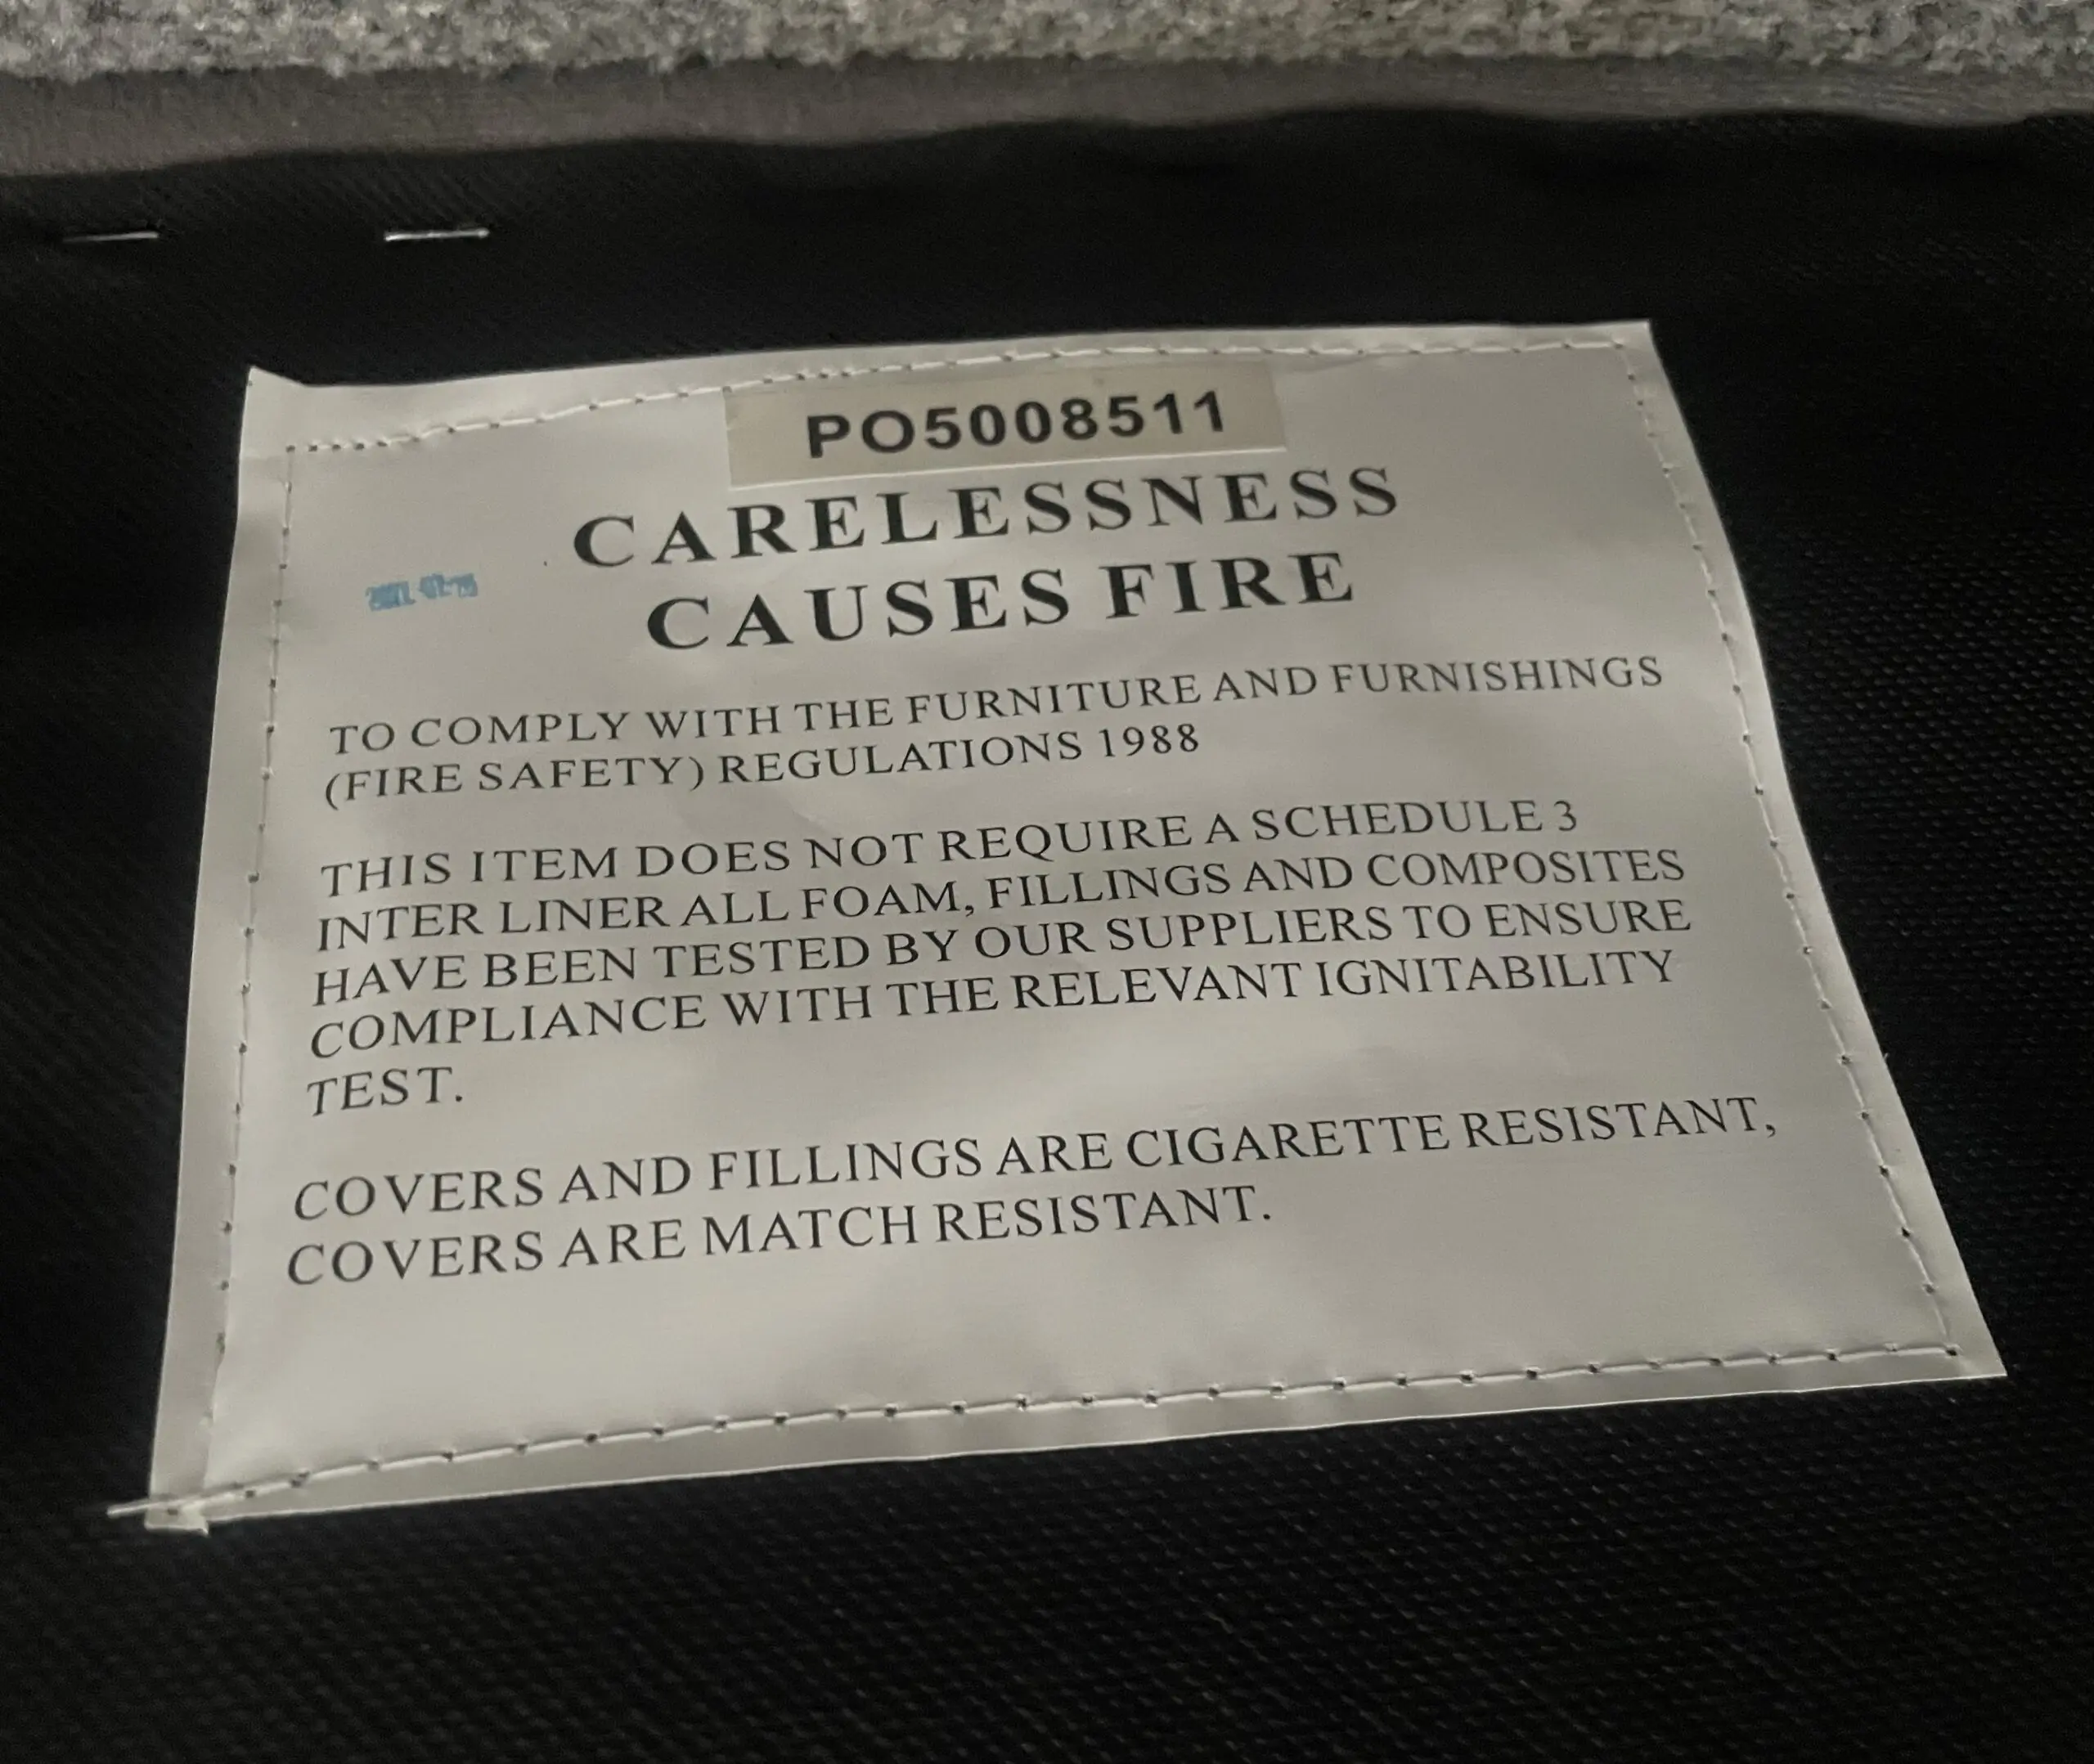 PO5008511
CARELESSNESS
CAUSES FIRE
TO COMPLY WITH THE FURNITURE AND FURNISHINGS
(FIRE SAFETY) REGULATIONS 1988
THIS ITEM DOES NOT REQUIRE A SCHEDULE 3
INTER LINER ALL FOAM, FILLINGS AND COMPOSITES
HAVE BEEN TESTED BY OUR SUPPLIERS TO ENSURE
COMPLIANCE WITH THE RELEVANT IGNITABILITY
TEST.
COVERS AND FILLINGS ARE CIGARETTE RESISTANT,
COVERS ARE MATCH RESISTANT.